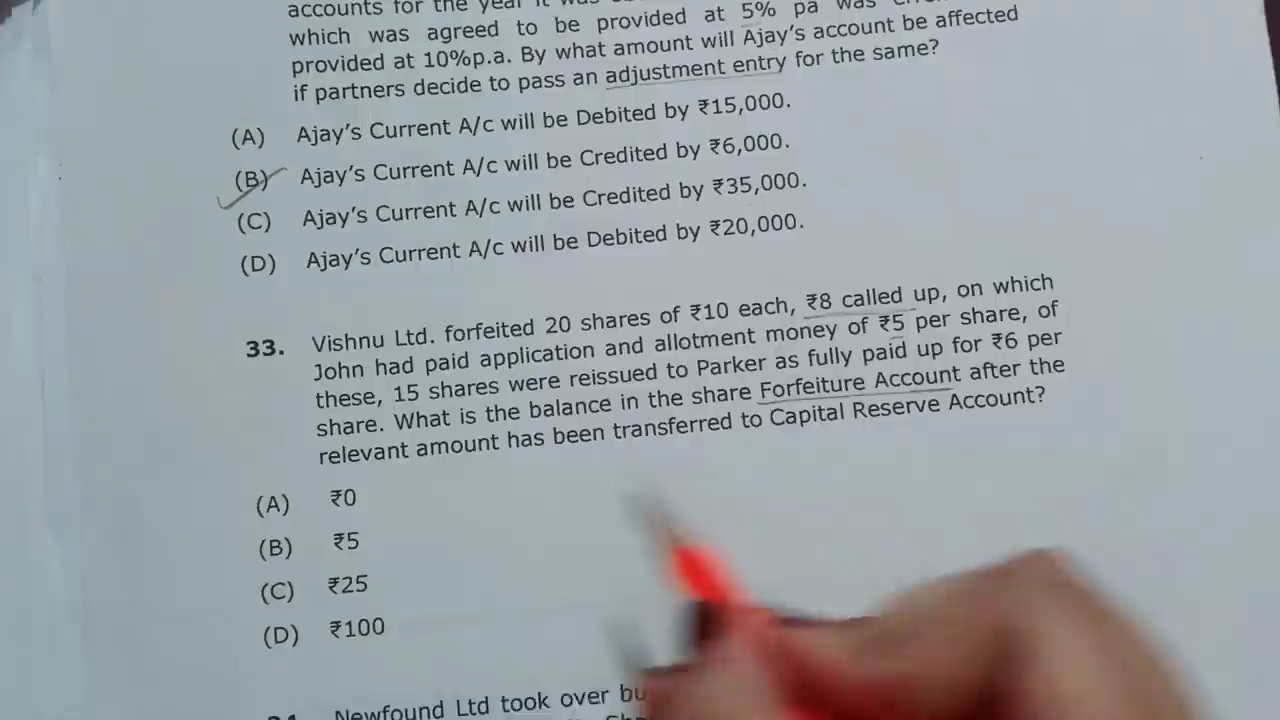 accounts for the year it was
which was agreed to be provided at 5% pa was
provided at 10%p.a. By what amount will Ajay's account be affected
if partners decide to pass an adjustment entry for the same?
(A) Ajay's Current A/c will be Debited by ₹15,000.
(B) Ajay's Current A/c will be Credited by ₹6,000.
(C) Ajay's Current A/c will be Credited by ₹35,000.
(D) Ajay's Current A/c will be Debited by ₹20,000.
33. Vishnu Ltd. forfeited 20 shares of ₹10 each, ₹8 called up, on which
John had paid application and allotment money of ₹5 per share, of
these, 15 shares were reissued to Parker as fully paid up for ₹6 per
share. What is the balance in the share Forfeiture Account after the
relevant amount has been transferred to Capital Reserve Account?
(A) ₹0
(B) ₹5
(C) ₹25
(D) ₹100
Newfound Ltd took over